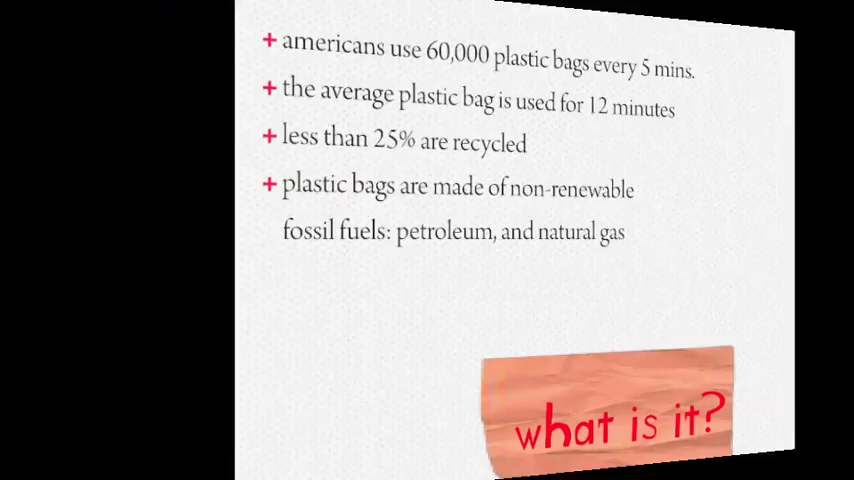 + americans use 60,000 plastic bags every 5 mins.
+ the average plastic bag is used for 12 minutes
+ less than 25% are recycled
+ plastic bags are made of non-renewable
fossil fuels: petroleum, and natural gas
what is it?